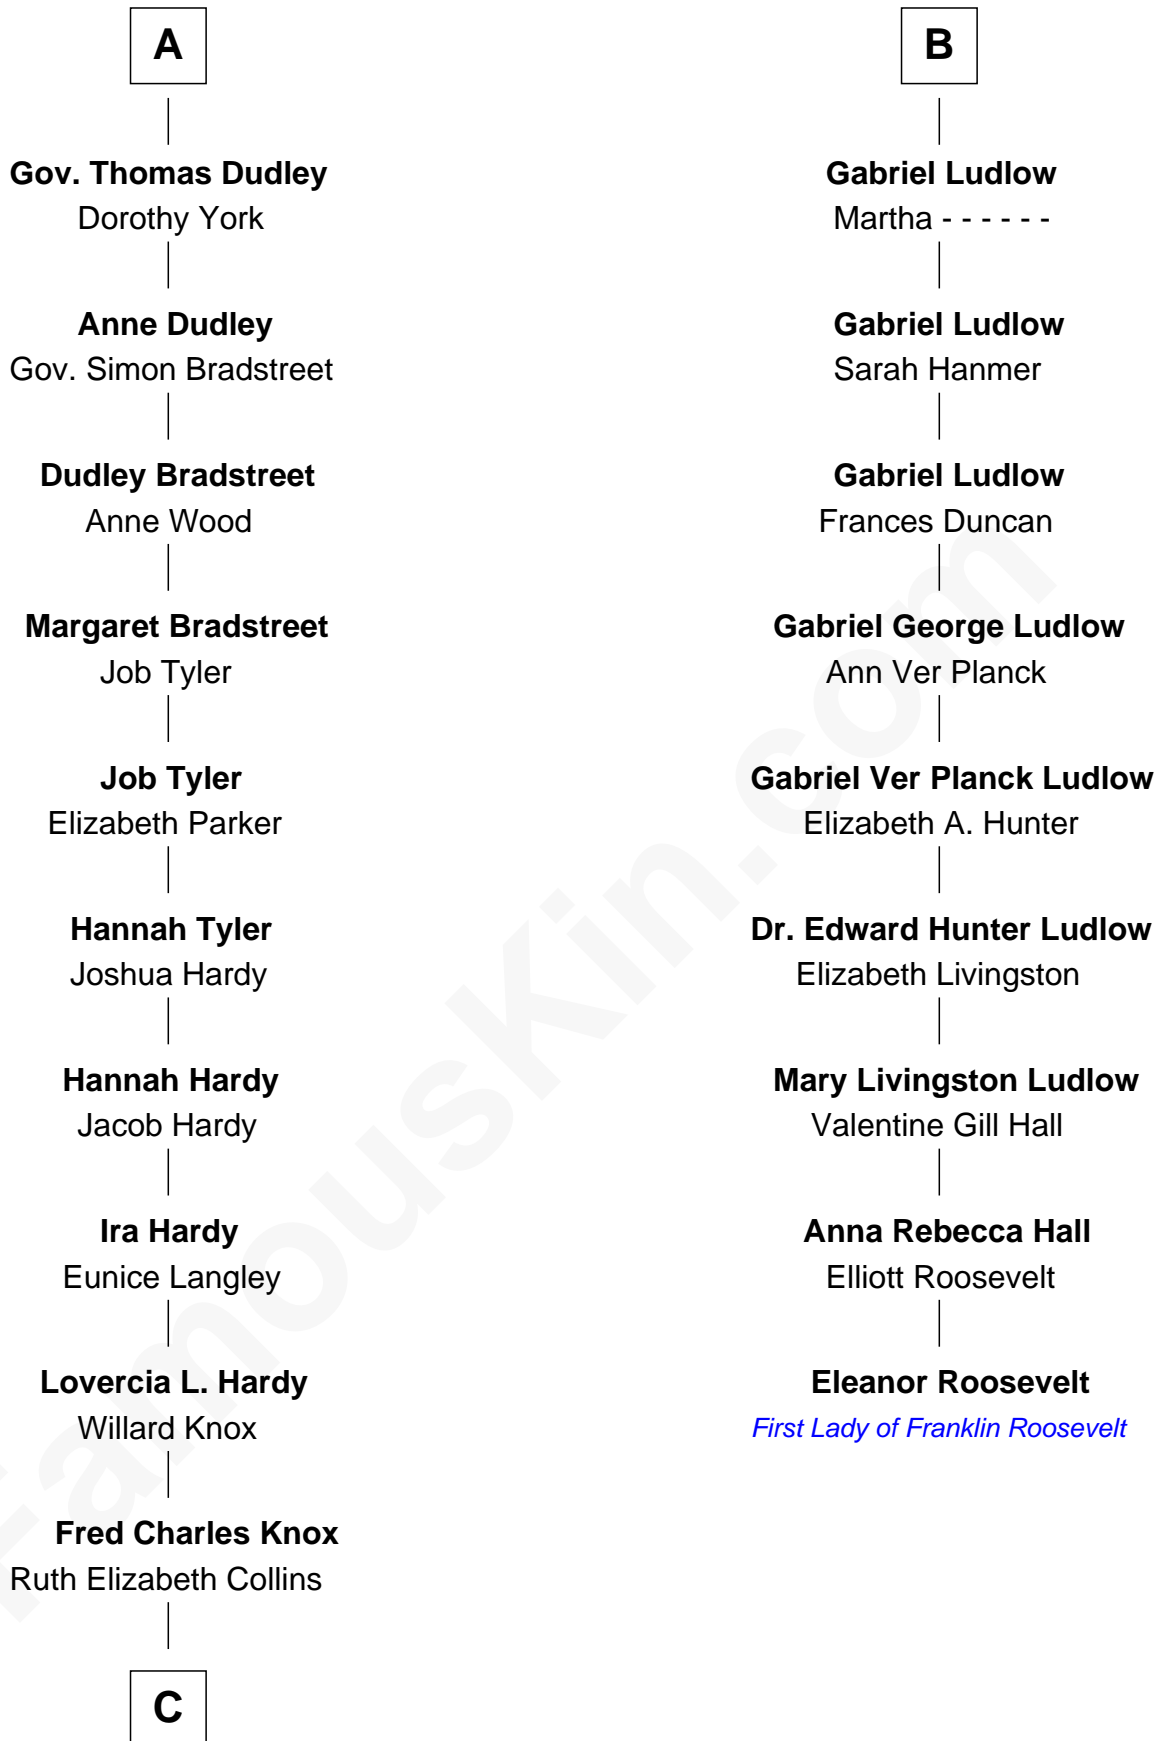 A
Gov. Thomas Dudley
Dorothy York
Anne Dudley
Gov. Simon Bradstreet
Dudley Bradstreet
Anne Wood
Margaret Bradstreet
Job Tyler
Job Tyler
Elizabeth Parker
Hannah Tyler
Joshua Hardy
Hannah Hardy
Jacob Hardy
Ira Hardy
Eunice Langley
Lovercia L. Hardy
Willard Knox
Fred Charles Knox
Ruth Elizabeth Collins
C
B
Gabriel Ludlow
Martha - - - - - -
Gabriel Ludlow
Sarah Hanmer
Gabriel Ludlow
Frances Duncan
Gabriel George Ludlow
Ann Ver Planck
Gabriel Ver Planck Ludlow
Elizabeth A. Hunter
Dr. Edward Hunter Ludlow
Elizabeth Livingston
Mary Livingston Ludlow
Valentine Gill Hall
Anna Rebecca Hall
Elliott Roosevelt
Eleanor Roosevelt
First Lady of Franklin Roosevelt
FamousKin.com